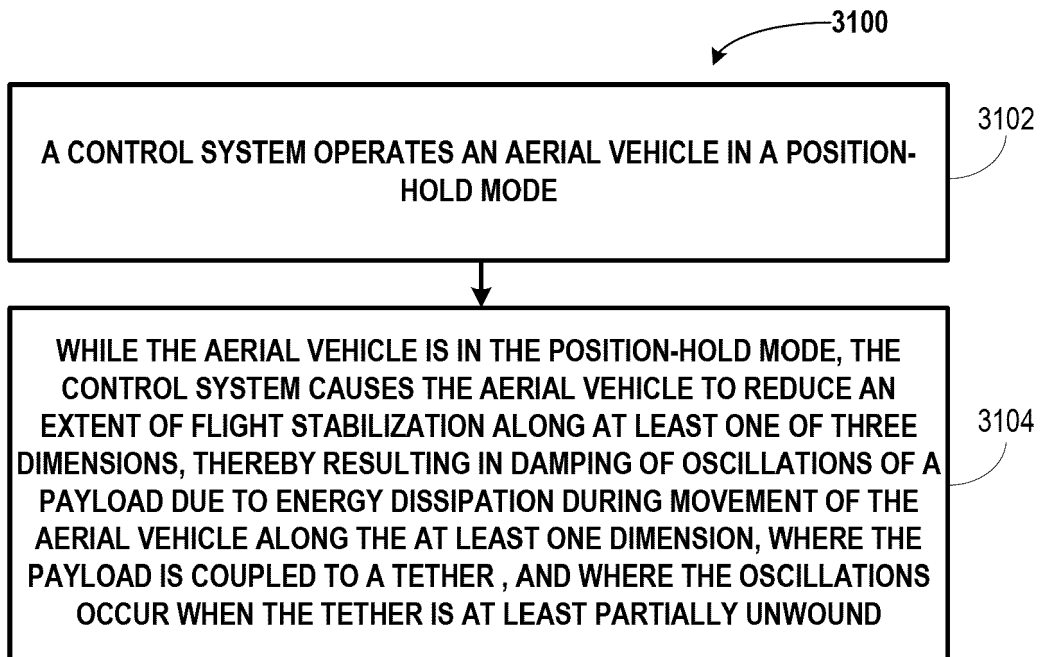 3100
A CONTROL SYSTEM OPERATES AN AERIAL VEHICLE IN A POSITION-
HOLD MODE
3102
WHILE THE AERIAL VEHICLE IS IN THE POSITION-HOLD MODE, THE
CONTROL SYSTEM CAUSES THE AERIAL VEHICLE TO REDUCE AN
EXTENT OF FLIGHT STABILIZATION ALONG AT LEAST ONE OF THREE
DIMENSIONS, THEREBY RESULTING IN DAMPING OF OSCILLATIONS OF A
PAYLOAD DUE TO ENERGY DISSIPATION DURING MOVEMENT OF THE
AERIAL VEHICLE ALONG THE AT LEAST ONE DIMENSION, WHERE THE
PAYLOAD IS COUPLED TO A TETHER , AND WHERE THE OSCILLATIONS
OCCUR WHEN THE TETHER IS AT LEAST PARTIALLY UNWOUND
3104